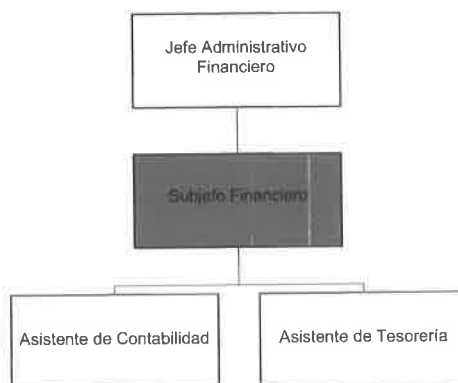 Jefe Administrativo
Financiero
Subjefe Financiero
Asistente de Contabilidad
Asistente de Tesorería